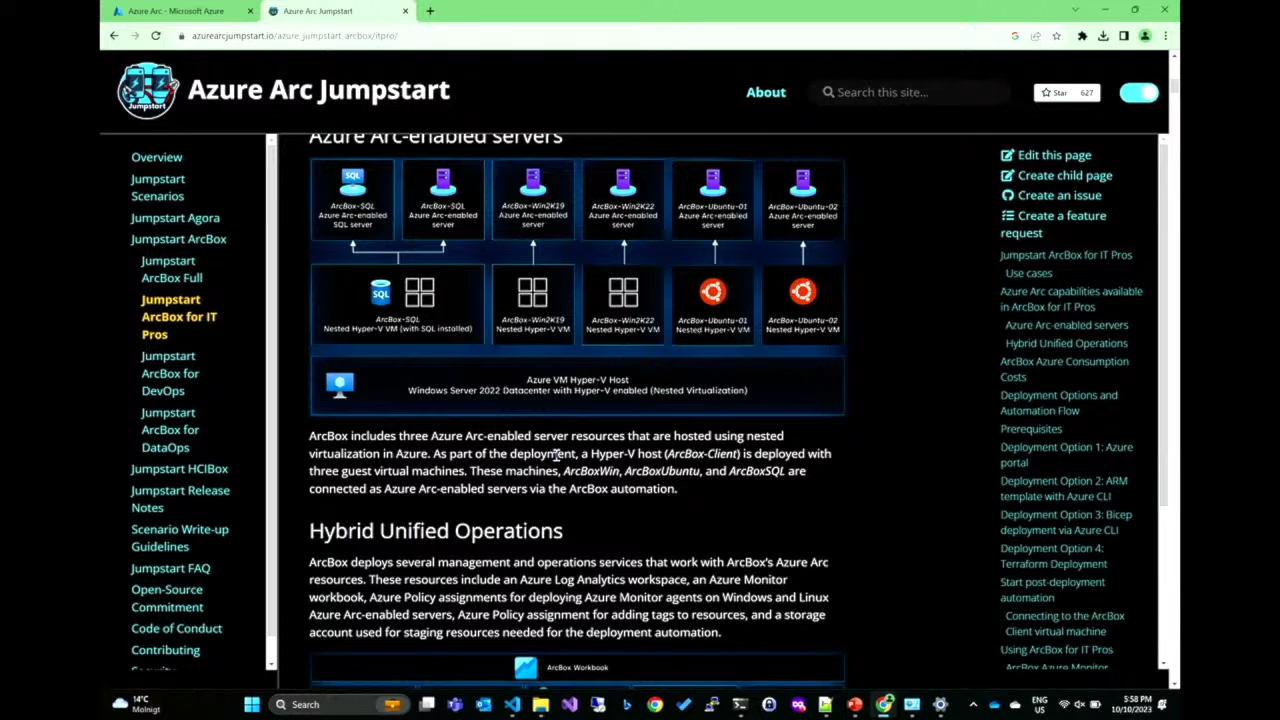 Azure Arc - Microsoft Azure
Azure Arc Jumpstart
azurearcjumpstart.io/azure_jumpstart_arcbox/itpro/
Jumpstart
Azure Arc Jumpstart
About
Search this site...
Star 627
Overview
Jumpstart
Scenarios
Jumpstart Agora
Jumpstart ArcBox
Jumpstart
ArcBox Full
Jumpstart
ArcBox for IT
Pros
Jumpstart
ArcBox for
DevOps
Jumpstart
ArcBox for
DataOps
Jumpstart HCIBox
Jumpstart Release
Notes
Scenario Write-up
Guidelines
Jumpstart FAQ
Open-Source
Commitment
Code of Conduct
Contributing
Security
Azure Arc-enabled servers
SQL
ArcBox-SQL
Azure Arc-enabled
SQL server
ArcBox-SQL
Azure Arc-enabled
server
ArcBox-Win2K19
Azure Arc-enabled
server
ArcBox-Win2K22
Azure Arc-enabled
server
ArcBox-Ubuntu-01
Azure Arc-enabled
server
ArcBox-Ubuntu-02
Azure Arc-enabled
server
SQL
ArcBox-SQL
Nested Hyper-V VM (with SQL installed)
ArcBox-Win2K19
Nested Hyper-V VM
ArcBox-Win2K22
Nested Hyper-V VM
ArcBox-Ubuntu-01
Nested Hyper-V VM
ArcBox-Ubuntu-02
Nested Hyper-V VM
Azure VM Hyper-V Host
Windows Server 2022 Datacenter with Hyper-V enabled (Nested Virtualization)
ArcBox includes three Azure Arc-enabled server resources that are hosted using nested
virtualization in Azure. As part of the deployment, a Hyper-V host (ArcBox-Client) is deployed with
three guest virtual machines. These machines, ArcBoxWin, ArcBoxUbuntu, and ArcBoxSQL are
connected as Azure Arc-enabled servers via the ArcBox automation.
Hybrid Unified Operations
ArcBox deploys several management and operations services that work with ArcBox's Azure Arc
resources. These resources include an Azure Log Analytics workspace, an Azure Monitor
workbook, Azure Policy assignments for deploying Azure Monitor agents on Windows and Linux
Azure Arc-enabled servers, Azure Policy assignment for adding tags to resources, and a storage
account used for staging resources needed for the deployment automation.
ArcBox Workbook
Edit this page
Create child page
Create an issue
Create a feature
request
Jumpstart ArcBox for IT Pros
Use cases
Azure Arc capabilities available
in ArcBox for IT Pros
Azure Arc-enabled servers
Hybrid Unified Operations
ArcBox Azure Consumption
Costs
Deployment Options and
Automation Flow
Prerequisites
Deployment Option 1: Azure
portal
Deployment Option 2: ARM
template with Azure CLI
Deployment Option 3: Bicep
deployment via Azure CLI
Deployment Option 4:
Terraform Deployment
Start post-deployment
automation
Connecting to the ArcBox
Client virtual machine
Using ArcBox for IT Pros
ArcBox Azure Monitor
14°C
Molnigt
Search
ENG
US
5:58 PM
10/10/2023